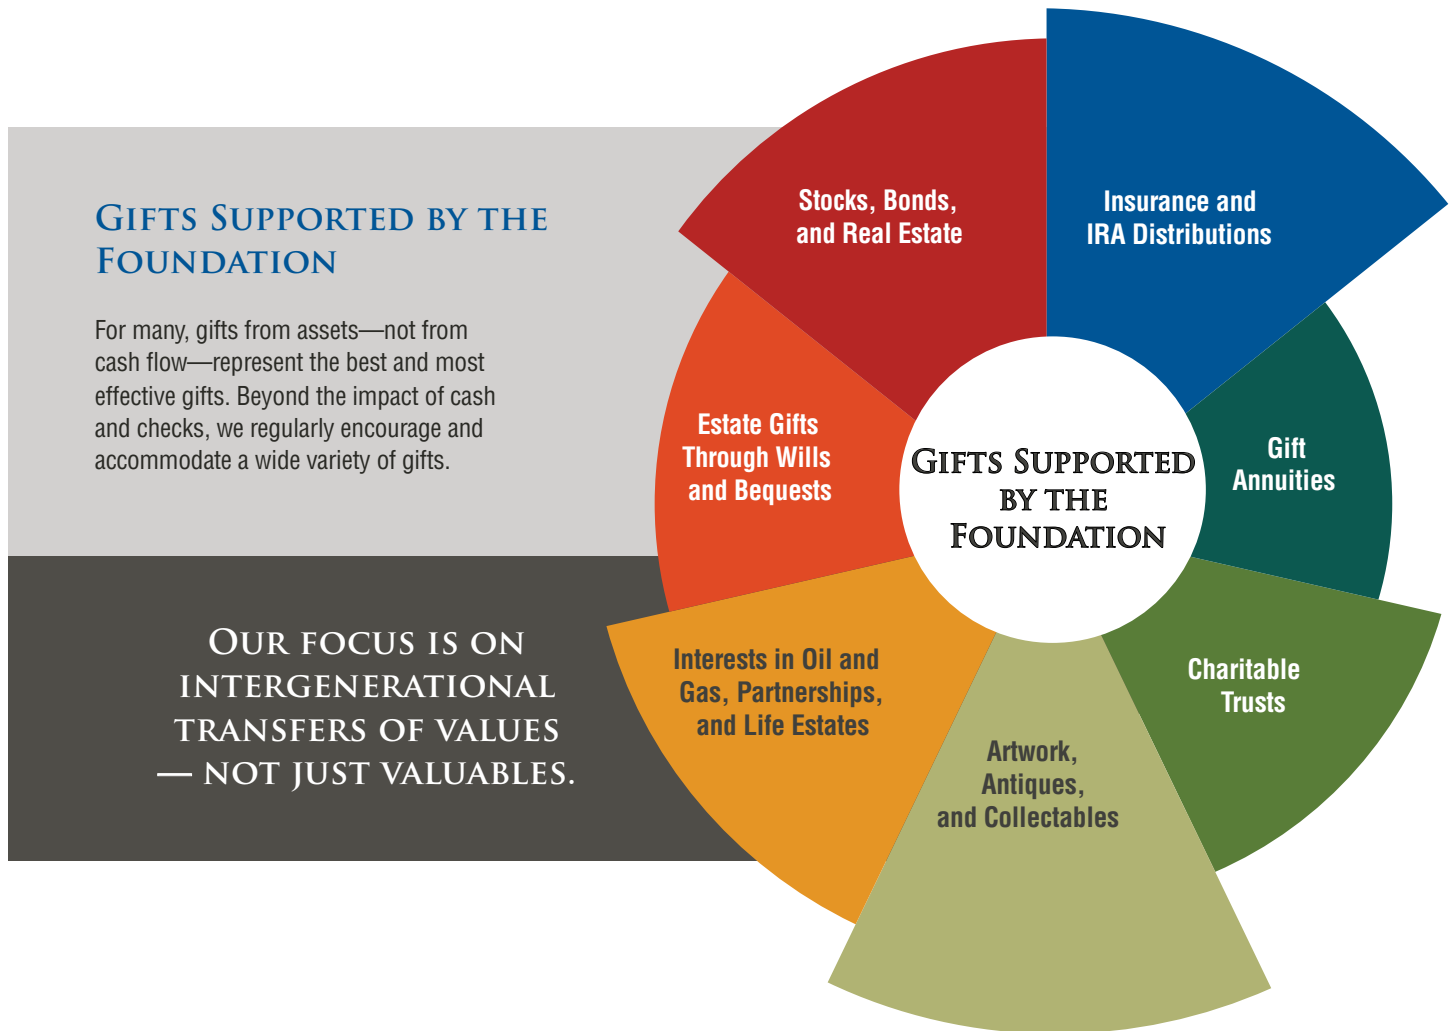 Gifts Supported by the
Foundation
For many, gifts from assets—not from
cash flow—represent the best and most
effective gifts. Beyond the impact of cash
and checks, we regularly encourage and
accommodate a wide variety of gifts.
Our focus is on
intergenerational
transfers of values
— not just valuables.
Stocks, Bonds,
and Real Estate
Insurance and
IRA Distributions
Estate Gifts
Through Wills
and Bequests
Gifts Supported
by the
Foundation
Gift
Annuities
Interests in Oil and
Gas, Partnerships,
and Life Estates
Charitable
Trusts
Artwork,
Antiques,
and Collectables